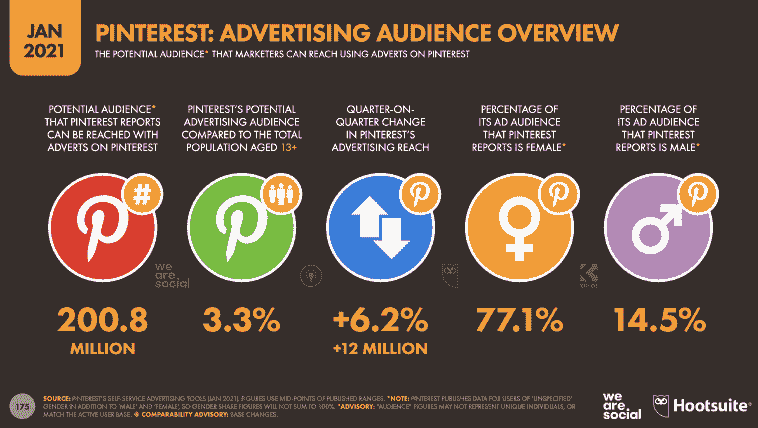 JAN
2021
PINTEREST: ADVERTISING AUDIENCE OVERVIEW
THE POTENTIAL AUDIENCE* THAT MARKETERS CAN REACH USING ADVERTS ON PINTEREST
POTENTIAL AUDIENCE*
THAT PINTEREST REPORTS
CAN BE REACHED WITH
ADVERTS ON PINTEREST
PINTEREST'S POTENTIAL
ADVERTISING AUDIENCE
COMPARED TO THE TOTAL
POPULATION AGED 13+
QUARTER-ON-
QUARTER CHANGE
IN PINTEREST'S
ADVERTISING REACH
PERCENTAGE OF
ITS AD AUDIENCE
THAT PINTEREST
REPORTS IS FEMALE*
PERCENTAGE OF
ITS AD AUDIENCE
THAT PINTEREST
REPORTS IS MALE*
#
we
are
social
200.8
MILLION
3.3%
+6.2%
+12 MILLION
77.1%
14.5%
175
SOURCE: PINTEREST'S SELF-SERVICE ADVERTISING TOOLS (JAN 2021). FIGURES USE MID-POINTS OF PUBLISHED RANGES. *NOTE: PINTEREST PUBLISHES DATA FOR USERS OF 'UNSPECIFIED'
GENDER IN ADDITION TO 'MALE' AND 'FEMALE', SO GENDER SHARE FIGURES WILL NOT SUM TO 100%. *ADVISORY: "AUDIENCE" FIGURES MAY NOT REPRESENT UNIQUE INDIVIDUALS, OR
MATCH THE ACTIVE USER BASE. COMPARABILITY ADVISORY: BASE CHANGES.
we
are
social
Hootsuite®